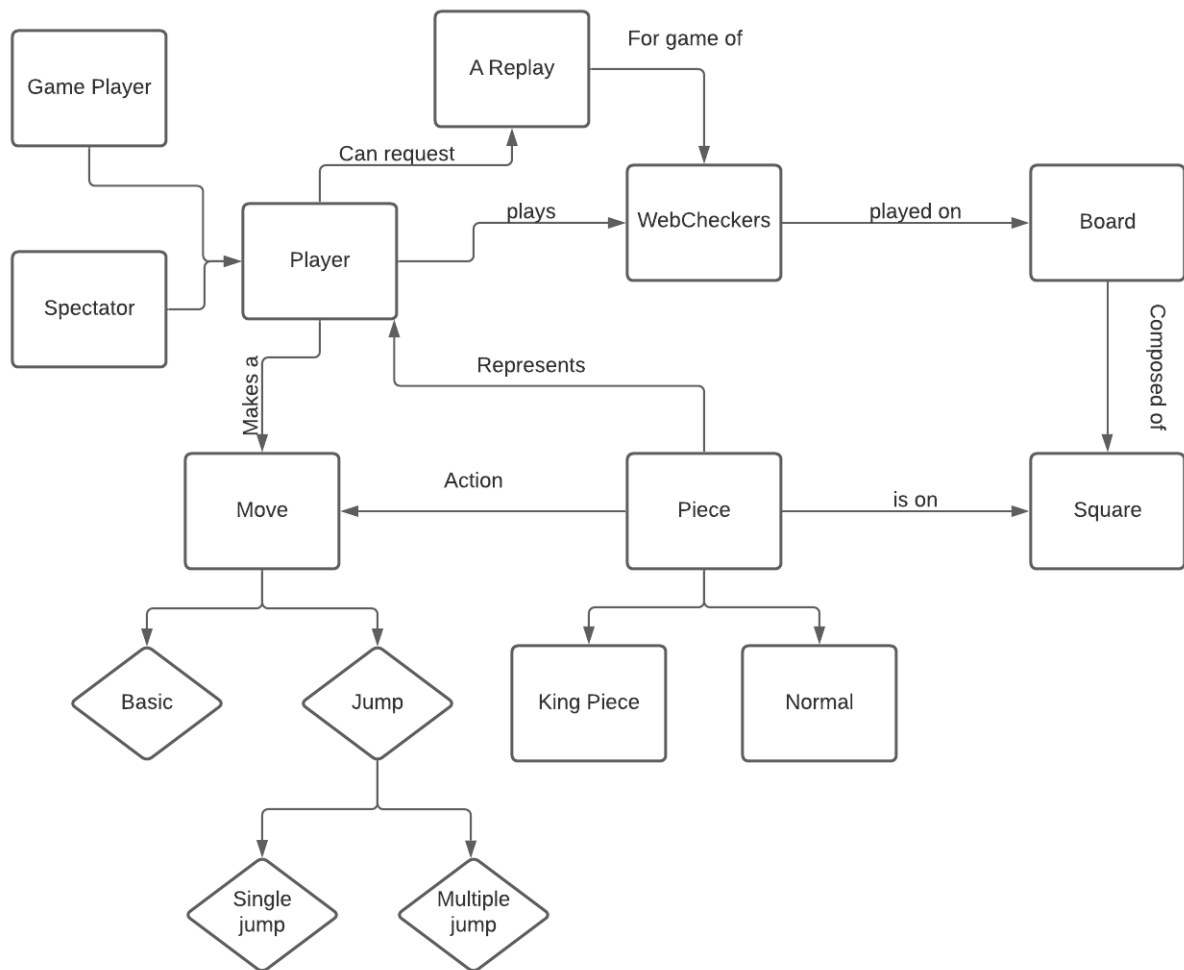 For game of
A Replay
Game Player
Can request
plays
WebCheckers
played on
Board
Player
Spectator
Composed of
Represents
Makes a
Action
Move
Piece
is on
Square
Basic
Jump
King Piece
Normal
Single
jump
Multiple
jump